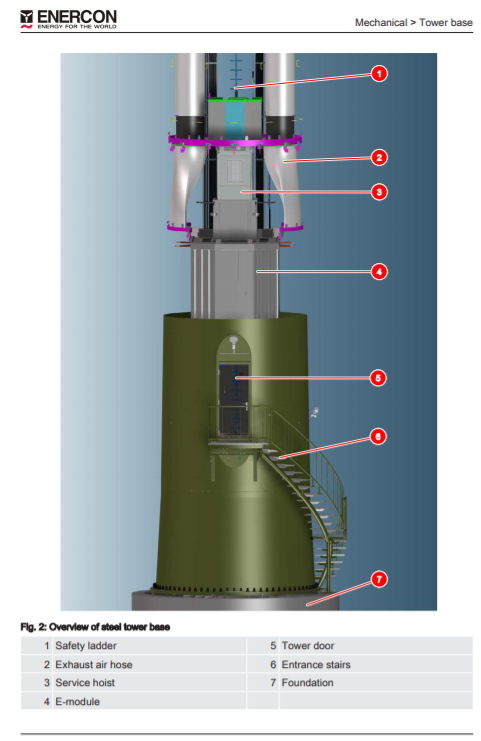 ENERCON
ENERGY FOR THE WORLD
Mechanical > Tower base
1
2
3
4
5
6
7
Fig. 2: Overview of steel tower base
1 Safety ladder 5 Tower door
2 Exhaust air hose 6 Entrance stairs
3 Service hoist 7 Foundation
4 E-module